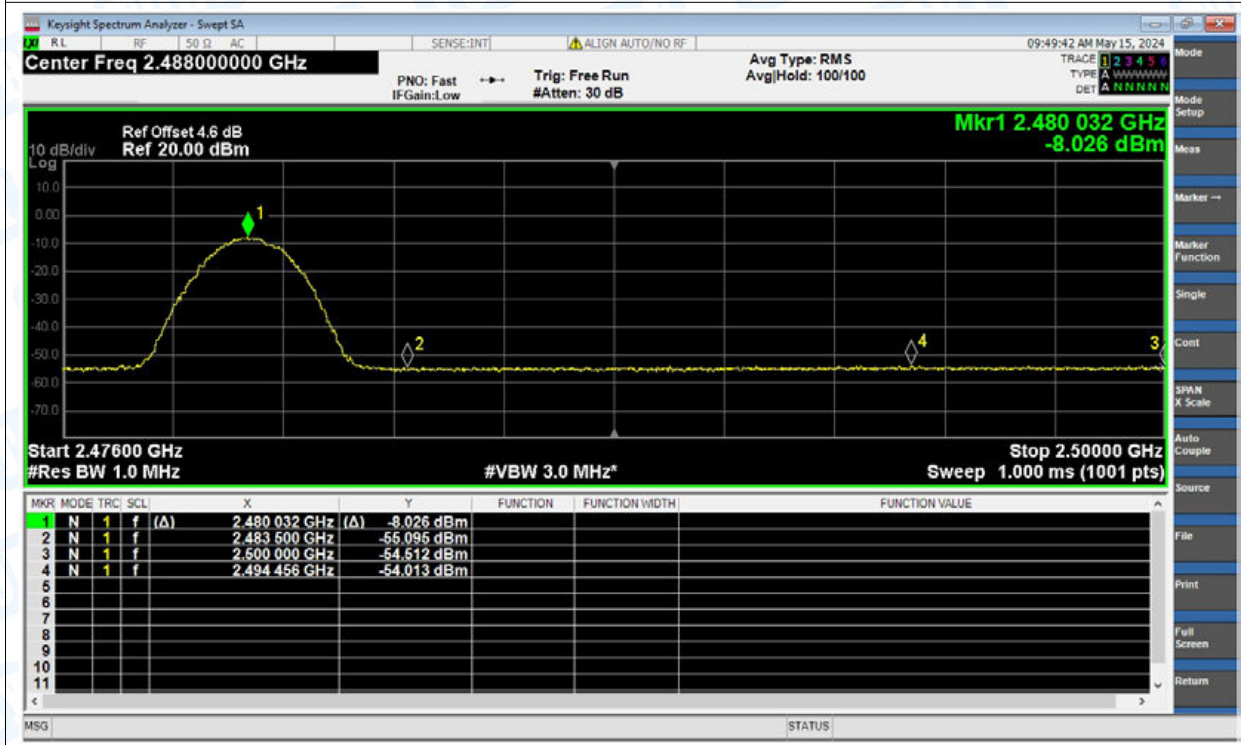 Keysight Spectrum Analyzer - Swept SA
RL RF 50 Ω AC SENSE:INT ALIGN AUTO/NO RF 09:49:42 AM May 15, 2024
Center Freq 2.488000000 GHz
PNO: Fast
IFGain:Low
Trig: Free Run
#Atten: 30 dB
Avg Type: RMS
Avg|Hold: 100/100
TRACE 1 2 3 4 5 6
TYPE A WWWWW
DET A N N N N N
Ref Offset 4.6 dB
10 dB/div Ref 20.00 dBm
Log
Mkr1 2.480 032 GHz
-8.026 dBm
10.0
0.00
-10.0
-20.0
-30.0
-40.0
-50.0
-60.0
-70.0
1
2
4
3
Start 2.47600 GHz Stop 2.50000 GHz
#Res BW 1.0 MHz #VBW 3.0 MHz* Sweep 1.000 ms (1001 pts)
MKR MODE TRC SCL X Y FUNCTION FUNCTION WIDTH FUNCTION VALUE
1 N 1 f (Δ) 2.480 032 GHz (Δ) -8.026 dBm
2 N 1 f 2.483 500 GHz -55.095 dBm
3 N 1 f 2.500 000 GHz -54.512 dBm
4 N 1 f 2.494 456 GHz -54.013 dBm
5
6
7
8
9
10
11
MSG STATUS
Mode
Mode
Setup
Meas
Marker →
Marker
Function
Single
Cont
SPAN
X Scale
Auto
Couple
Source
File
Print
Full
Screen
Return